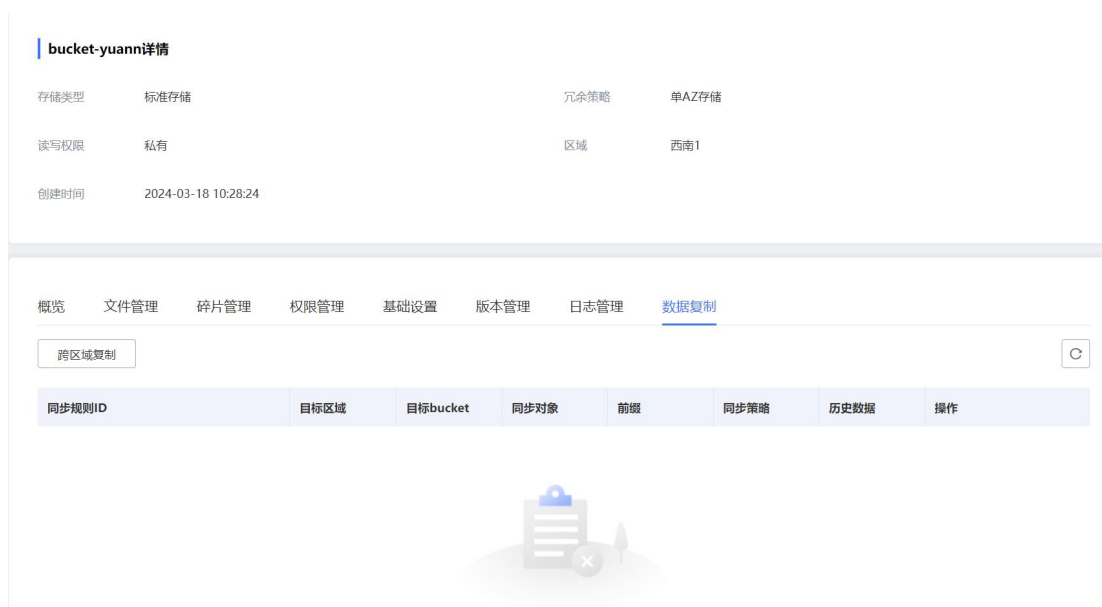 bucket-yuann详情
存储类型 标准存储 冗余策略 单AZ存储
读写权限 私有 区域 西南1
创建时间 2024-03-18 10:28:24
概览 文件管理 碎片管理 权限管理 基础设置 版本管理 日志管理 数据复制
跨区域复制
同步规则ID 目标区域 目标bucket 同步对象 前缀 同步策略 历史数据 操作